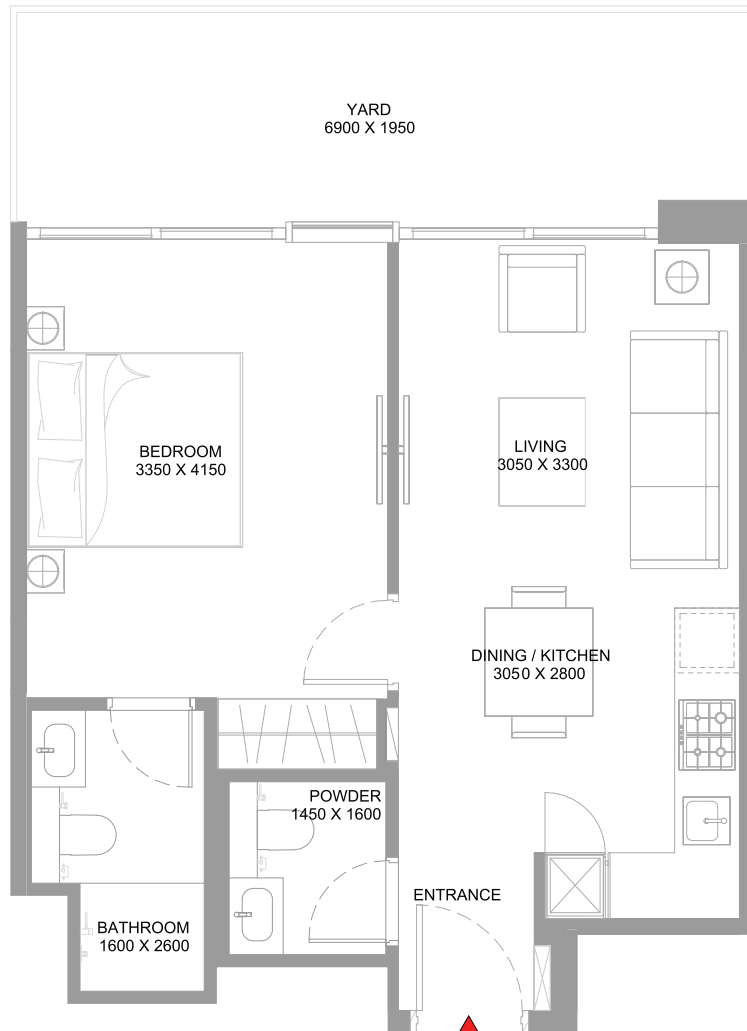 YARD
6900 X 1950
BEDROOM
3350 X 4150
LIVING
3050 X 3300
DINING / KITCHEN
3050 X 2800
POWDER
1450 X 1600
ENTRANCE
BATHROOM
1600 X 2600